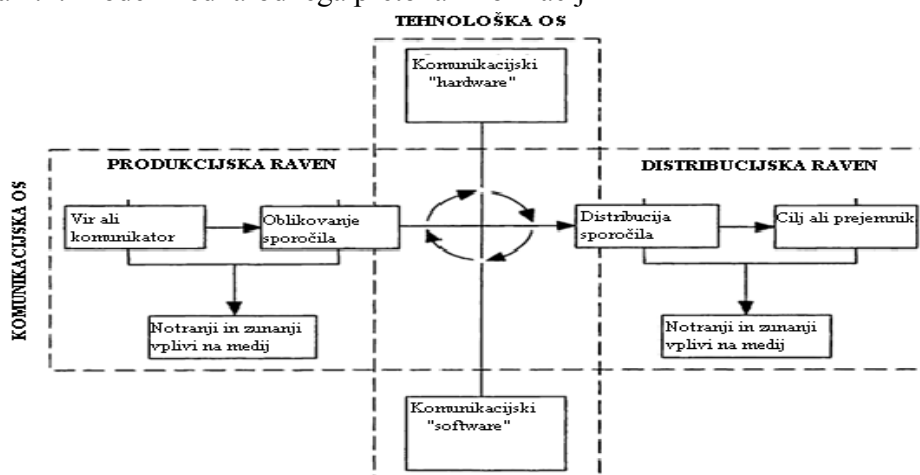 TEHNOLOŠKA OS
Komunikacijski
"hardware"
PRODUKCIJSKA RAVEN
DISTRIBUCIJSKA RAVEN
KOMUNIKACIJSKA OS
Vir ali
komunikator
Oblikovanje
sporočila
Distribucija
sporočila
Cilj ali prejemnik
Notranji in zunanji
vplivi na medij
Notranji in zunanji
vplivi na medij
Komunikacijski
"software"